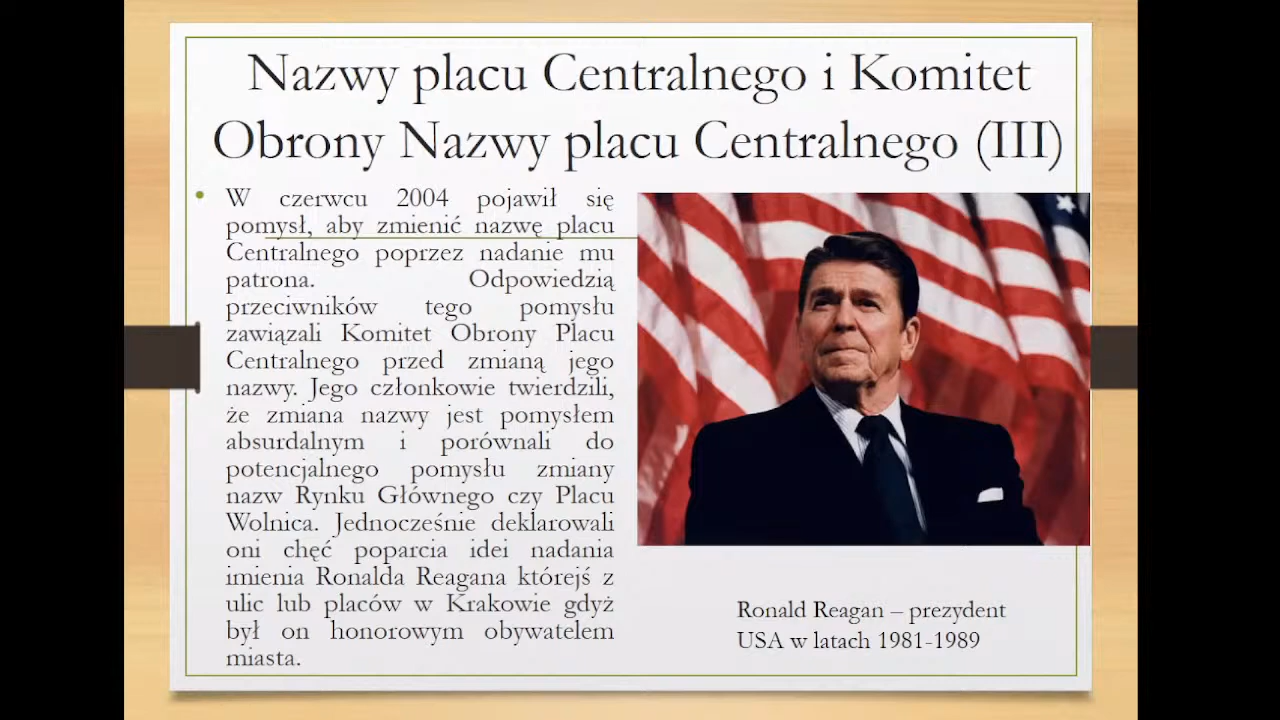 Nazwy placu Centralnego i Komitet
Obrony Nazwy placu Centralnego (III)
• W czerwcu 2004 pojawił się
pomysł, aby zmienić nazwę placu
Centralnego poprzez nadanie mu
patrona. Odpowiedzią
przeciwników tego pomysłu
zawiązali Komitet Obrony Placu
Centralnego przed zmianą jego
nazwy. Jego członkowie twierdzili,
że zmiana nazwy jest pomysłem
absurdalnym i porównali do
potencjalnego pomysłu zmiany
nazw Rynku Głównego czy Placu
Wolnica. Jednocześnie deklarowali
oni chęć poparcia idei nadania
imienia Ronalda Reagana którejś z
ulic lub placów w Krakowie gdyż
był on honorowym obywatelem
miasta.
Ronald Reagan – prezydent
USA w latach 1981-1989